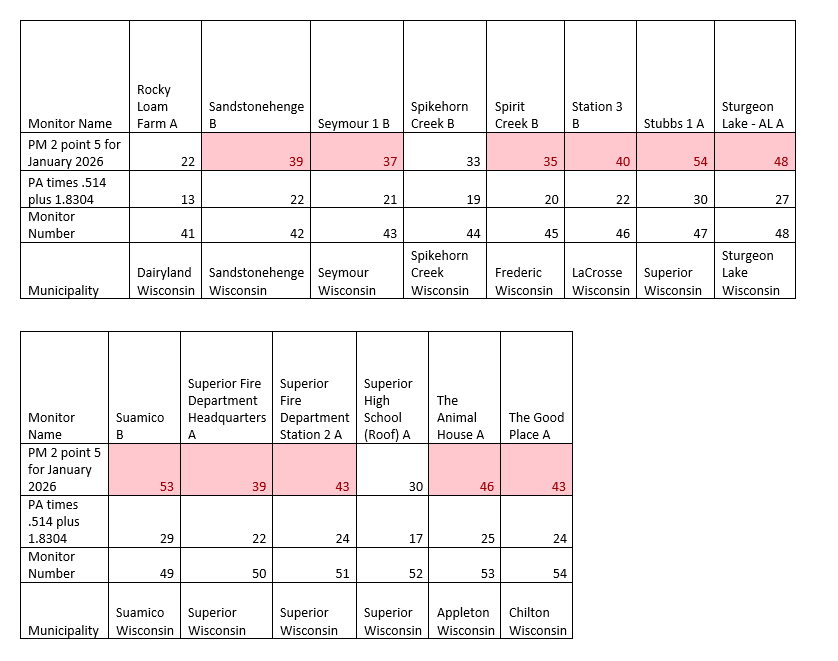 Monitor Name Rocky Loam Farm A Sandstonehenge B Seymour 1 B Spikehorn Creek B Spirit Creek B Station 3 B Stubbs 1 A Sturgeon Lake - AL A
PM 2 point 5 for January 2026 22 39 37 33 35 40 54 48
PA times .514 plus 1.8304 13 22 21 19 20 22 30 27
Monitor Number 41 42 43 44 45 46 47 48
Municipality Dairyland Wisconsin Sandstonehenge Wisconsin Seymour Wisconsin Spikehorn Creek Wisconsin Frederic Wisconsin LaCrosse Wisconsin Superior Wisconsin Sturgeon Lake Wisconsin
Monitor Name Suamico B Superior Fire Department Headquarters A Superior Fire Department Station 2 A Superior High School (Roof) A The Animal House A The Good Place A
PM 2 point 5 for January 2026 53 39 43 30 46 43
PA times .514 plus 1.8304 29 22 24 17 25 24
Monitor Number 49 50 51 52 53 54
Municipality Suamico Wisconsin Superior Wisconsin Superior Wisconsin Superior Wisconsin Appleton Wisconsin Chilton Wisconsin